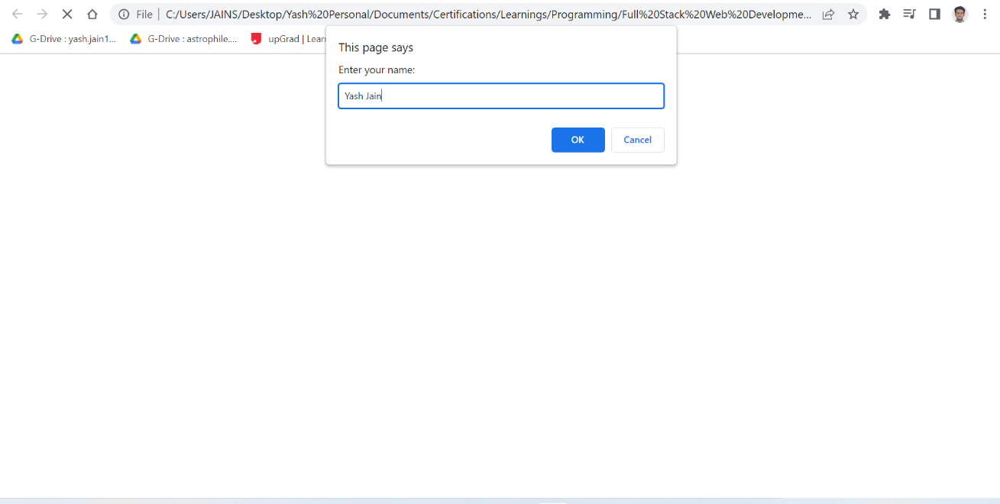 File | C:/Users/JAINS/Desktop/Yash%20Personal/Documents/Certifications/Learnings/Programming/Full%20Stack%20Web%20Developme...
G-Drive : yash.jain1... G-Drive : astrophile.... upGrad | Lear
This page says
Enter your name:
Yash Jain
OK Cancel